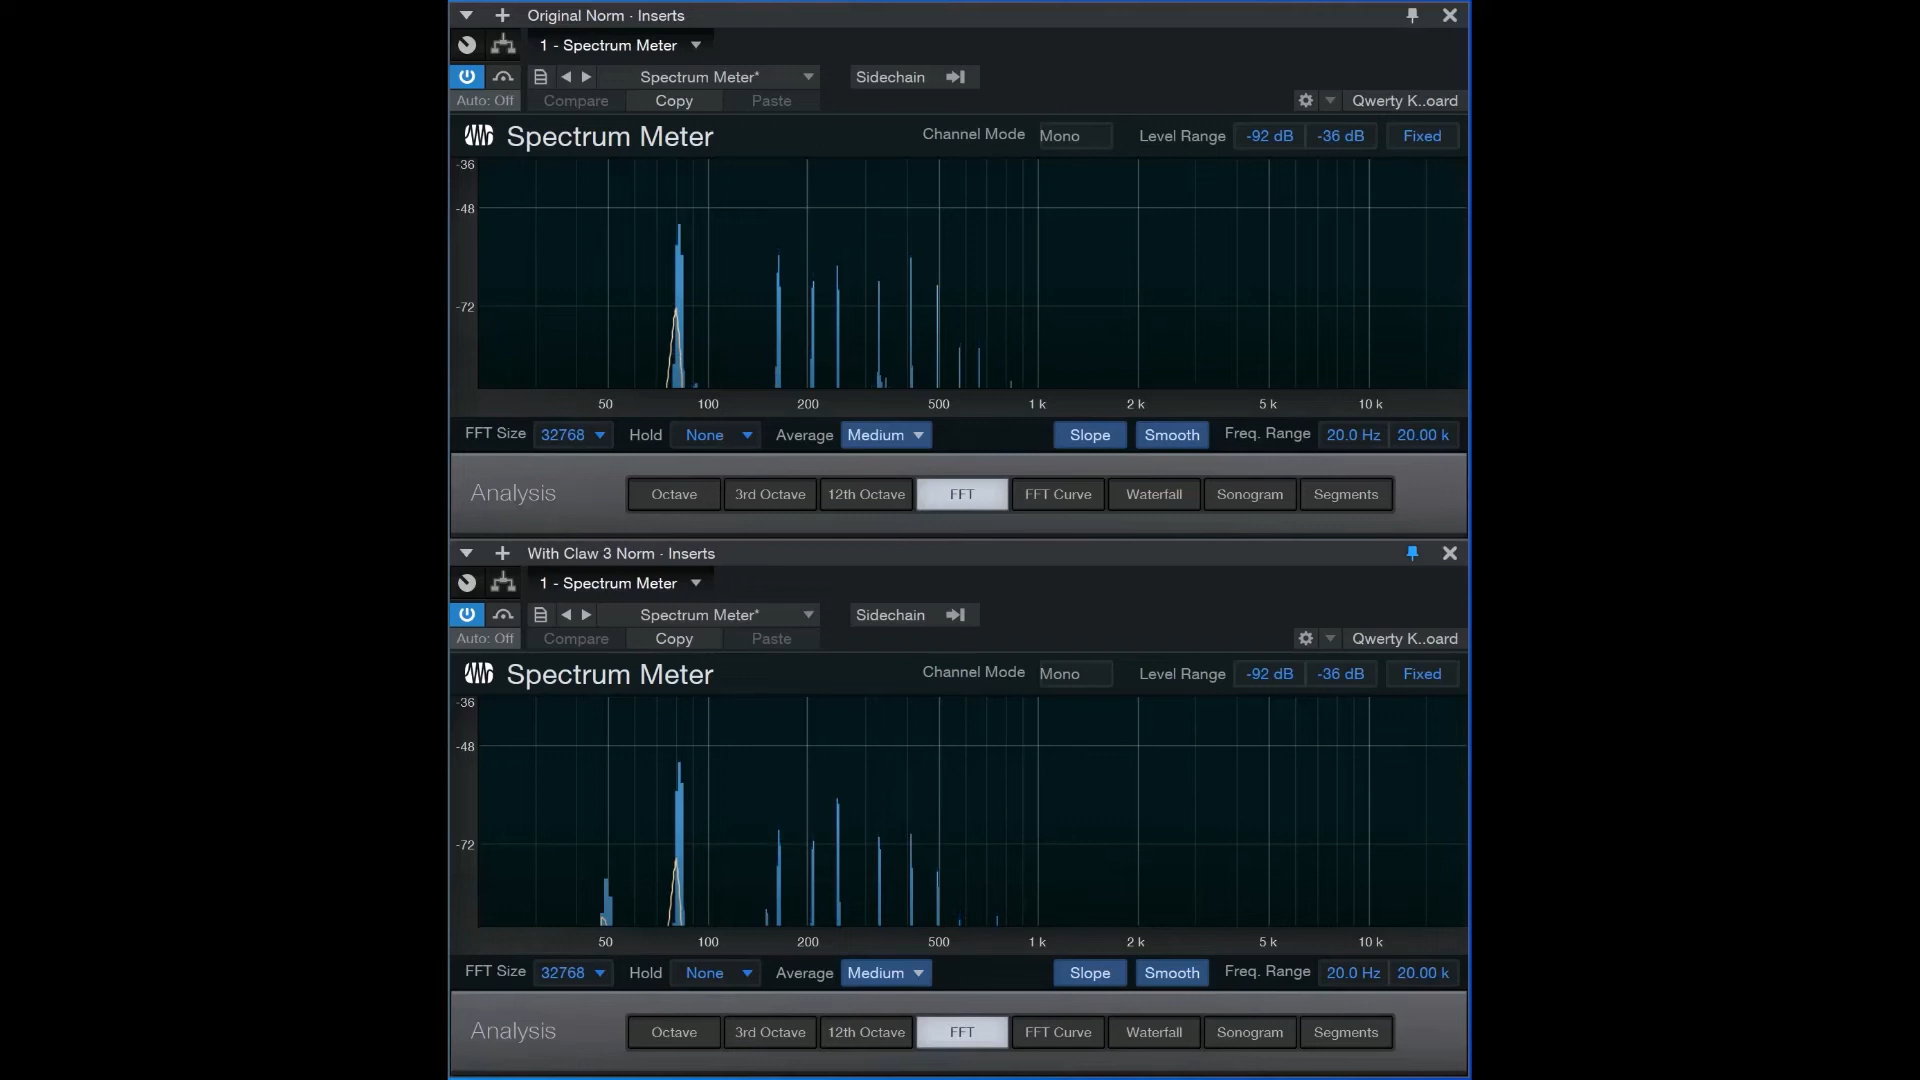 Original Norm · Inserts
1 - Spectrum Meter
Spectrum Meter* Sidechain
Auto: Off Compare Copy Paste Qwerty K..oard
Spectrum Meter Channel Mode Mono Level Range -92 dB -36 dB Fixed
-36
-48
-72
50 100 200 500 1 k 2 k 5 k 10 k
FFT Size 32768 Hold None Average Medium Slope Smooth Freq. Range 20.0 Hz 20.00 k
Analysis Octave 3rd Octave 12th Octave FFT FFT Curve Waterfall Sonogram Segments
With Claw 3 Norm · Inserts
1 - Spectrum Meter
Spectrum Meter* Sidechain
Auto: Off Compare Copy Paste Qwerty K..oard
Spectrum Meter Channel Mode Mono Level Range -92 dB -36 dB Fixed
-36
-48
-72
50 100 200 500 1 k 2 k 5 k 10 k
FFT Size 32768 Hold None Average Medium Slope Smooth Freq. Range 20.0 Hz 20.00 k
Analysis Octave 3rd Octave 12th Octave FFT FFT Curve Waterfall Sonogram Segments